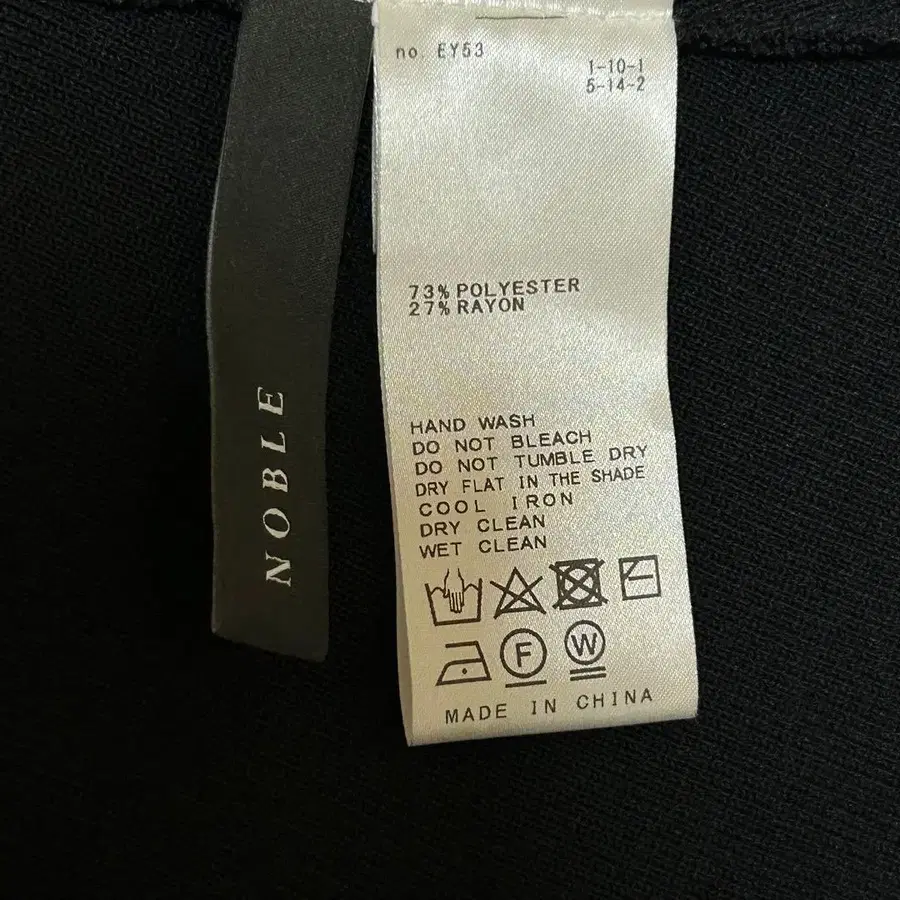 NOBLE
no. EY53
1-10-1
5-14-2
73% POLYESTER
27% RAYON
HAND WASH
DO NOT BLEACH
DO NOT TUMBLE DRY
DRY FLAT IN THE SHADE
COOL IRON
DRY CLEAN
WET CLEAN
F W
MADE IN CHINA